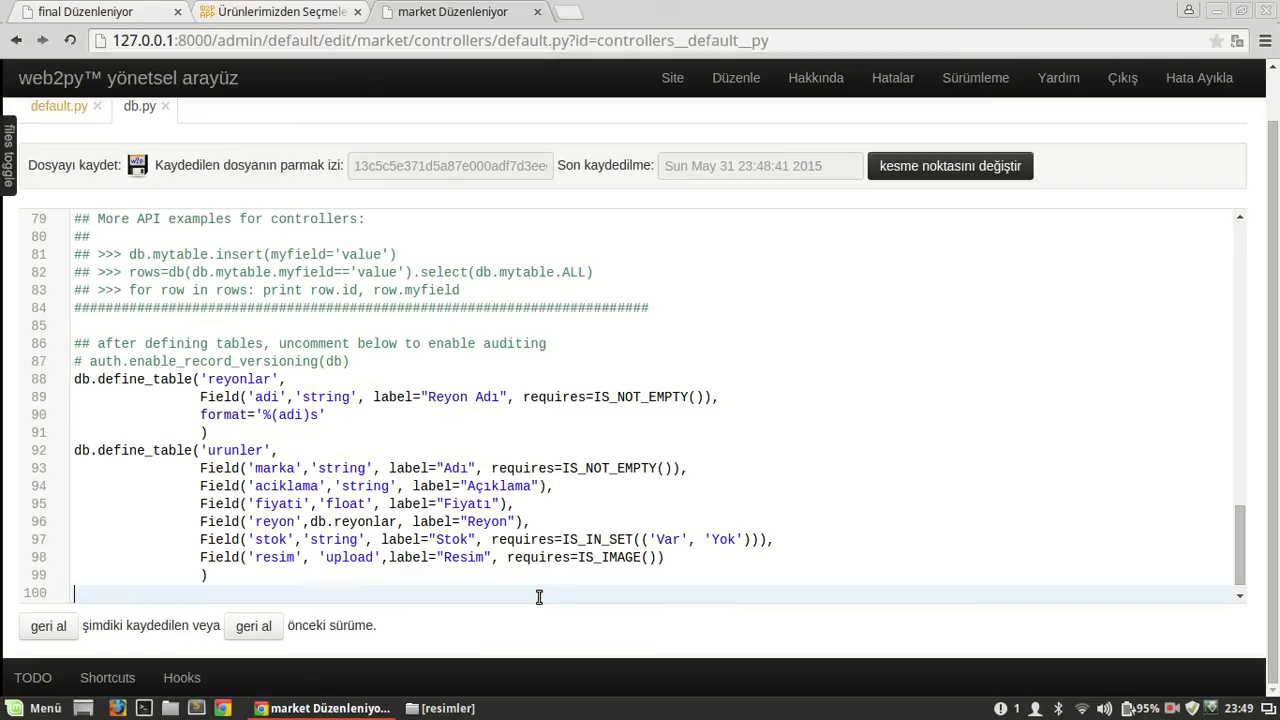 final Düzenleniyor
Ürünlerimizden Seçmele
market Düzenleniyor
127.0.0.1:8000/admin/default/edit/market/controllers/default.py?id=controllers__default__py
web2py™ yönetsel arayüz
Site Düzenle Hakkında Hatalar Sürümleme Yardım Çıkış Hata Ayıkla
default.py db.py
files toggle
Dosyayı kaydet: Kaydedilen dosyanın parmak izi: 13c5c5e371d5a87e000adf7d3ee Son kaydedilme: Sun May 31 23:48:41 2015 kesme noktasını değiştir
79 ## More API examples for controllers:
80 ##
81 ## >>> db.mytable.insert(myfield='value')
82 ## >>> rows=db(db.mytable.myfield=='value').select(db.mytable.ALL)
83 ## >>> for row in rows: print row.id, row.myfield
84 #########################################################################
85
86 ## after defining tables, uncomment below to enable auditing
87 # auth.enable_record_versioning(db)
88 db.define_table('reyonlar',
89 Field('adi','string', label="Reyon Adı", requires=IS_NOT_EMPTY()),
90 format='%(adi)s'
91 )
92 db.define_table('urunler',
93 Field('marka','string', label="Adı", requires=IS_NOT_EMPTY()),
94 Field('aciklama','string', label="Açıklama"),
95 Field('fiyati','float', label="Fiyatı"),
96 Field('reyon',db.reyonlar, label="Reyon"),
97 Field('stok','string', label="Stok", requires=IS_IN_SET(('Var', 'Yok'))),
98 Field('resim', 'upload',label="Resim", requires=IS_IMAGE())
99 )
100
geri al şimdiki kaydedilen veya geri al önceki sürüme.
TODO Shortcuts Hooks
Menü market Düzenleniyo... [resimler] 1 95% 23:49